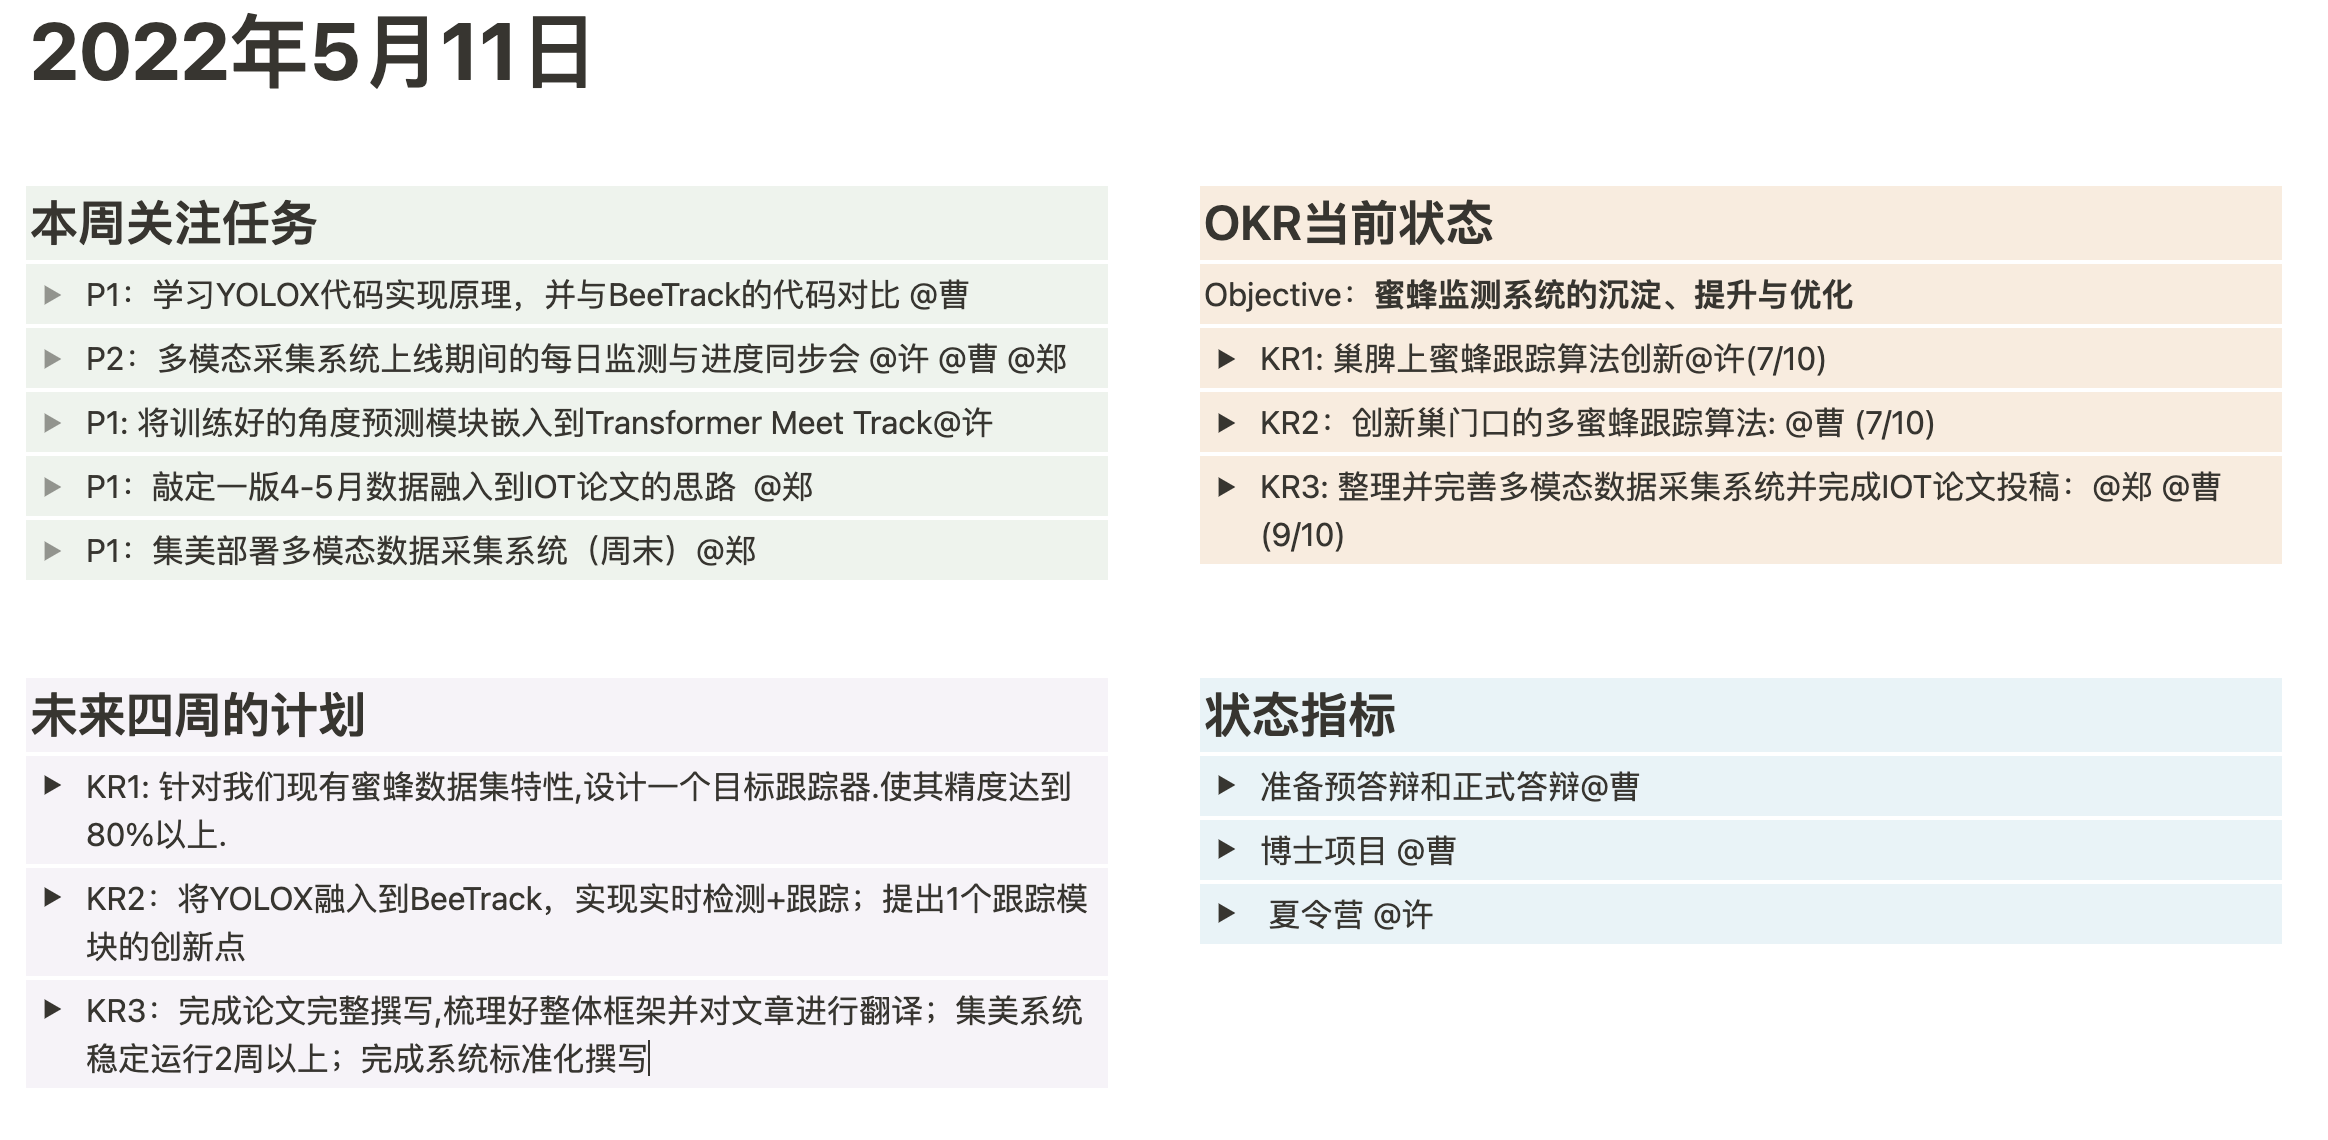 2022年5月11日
本周关注任务
P1：学习YOLOX代码实现原理，并与BeeTrack的代码对比 @曹
P2：多模态采集系统上线期间的每日监测与进度同步会 @许 @曹 @郑
P1: 将训练好的角度预测模块嵌入到Transformer Meet Track@许
P1：敲定一版4-5月数据融入到IOT论文的思路 @郑
P1：集美部署多模态数据采集系统（周末）@郑
OKR当前状态
Objective：蜜蜂监测系统的沉淀、提升与优化
KR1: 巢脾上蜜蜂跟踪算法创新@许(7/10)
KR2：创新巢门口的多蜜蜂跟踪算法: @曹 (7/10)
KR3: 整理并完善多模态数据采集系统并完成IOT论文投稿：@郑 @曹
(9/10)
未来四周的计划
KR1: 针对我们现有蜜蜂数据集特性,设计一个目标跟踪器.使其精度达到
80%以上.
KR2：将YOLOX融入到BeeTrack，实现实时检测+跟踪；提出1个跟踪模
块的创新点
KR3：完成论文完整撰写,梳理好整体框架并对文章进行翻译；集美系统
稳定运行2周以上；完成系统标准化撰写
状态指标
准备预答辩和正式答辩@曹
博士项目 @曹
夏令营 @许